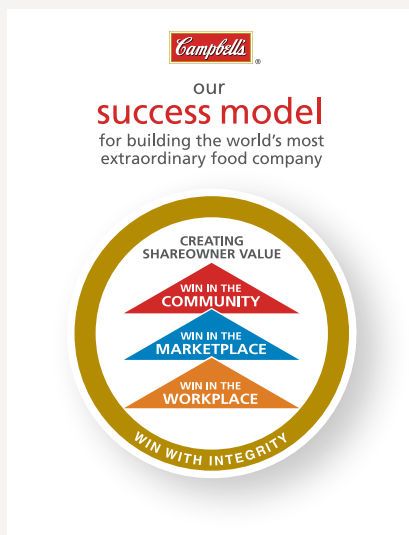 Campbell's ®
our
success model
for building the world's most
extraordinary food company
CREATING
SHAREOWNER VALUE
WIN IN THE
COMMUNITY
WIN IN THE
MARKETPLACE
WIN IN THE
WORKPLACE
WIN WITH INTEGRITY